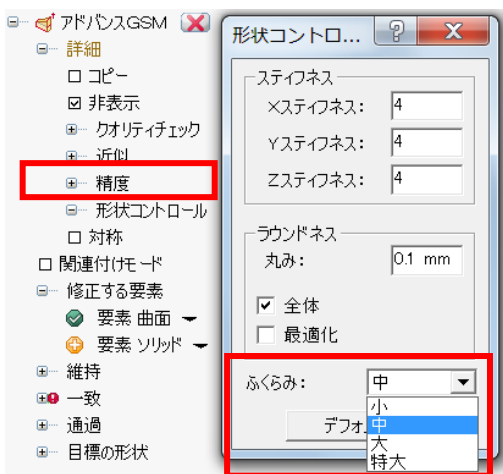 アドバンスGSM
詳細
コピー
非表示
クオリティチェック
近似
精度
形状コントロール
対称
関連付けモード
修正する要素
要素 曲面
要素 ソリッド
維持
一致
通過
目標の形状
形状コントロ...
スティフネス
Xスティフネス: 4
Yスティフネス: 4
Zスティフネス: 4
ラウンドネス
丸み: 0.1 mm
全体
最適化
ふくらみ: 中
小
中
大
特大
デフォ